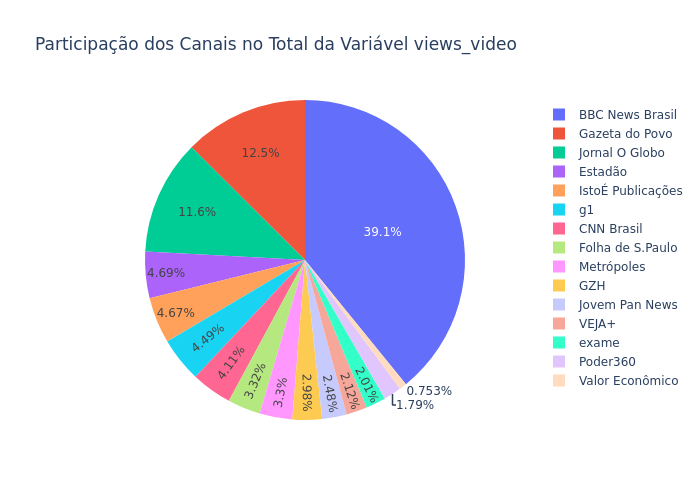 Participação dos Canais no Total da Variável views_video
BBC News Brasil
Gazeta do Povo
Jornal O Globo
Estadão
IstoÉ Publicações
g1
CNN Brasil
Folha de S.Paulo
Metrópoles
GZH
Jovem Pan News
VEJA+
exame
Poder360
Valor Econômico
39.1%
12.5%
11.6%
4.69%
4.67%
4.49%
4.11%
3.32%
3.3%
2.98%
2.48%
2.12%
2.01%
1.79%
0.753%